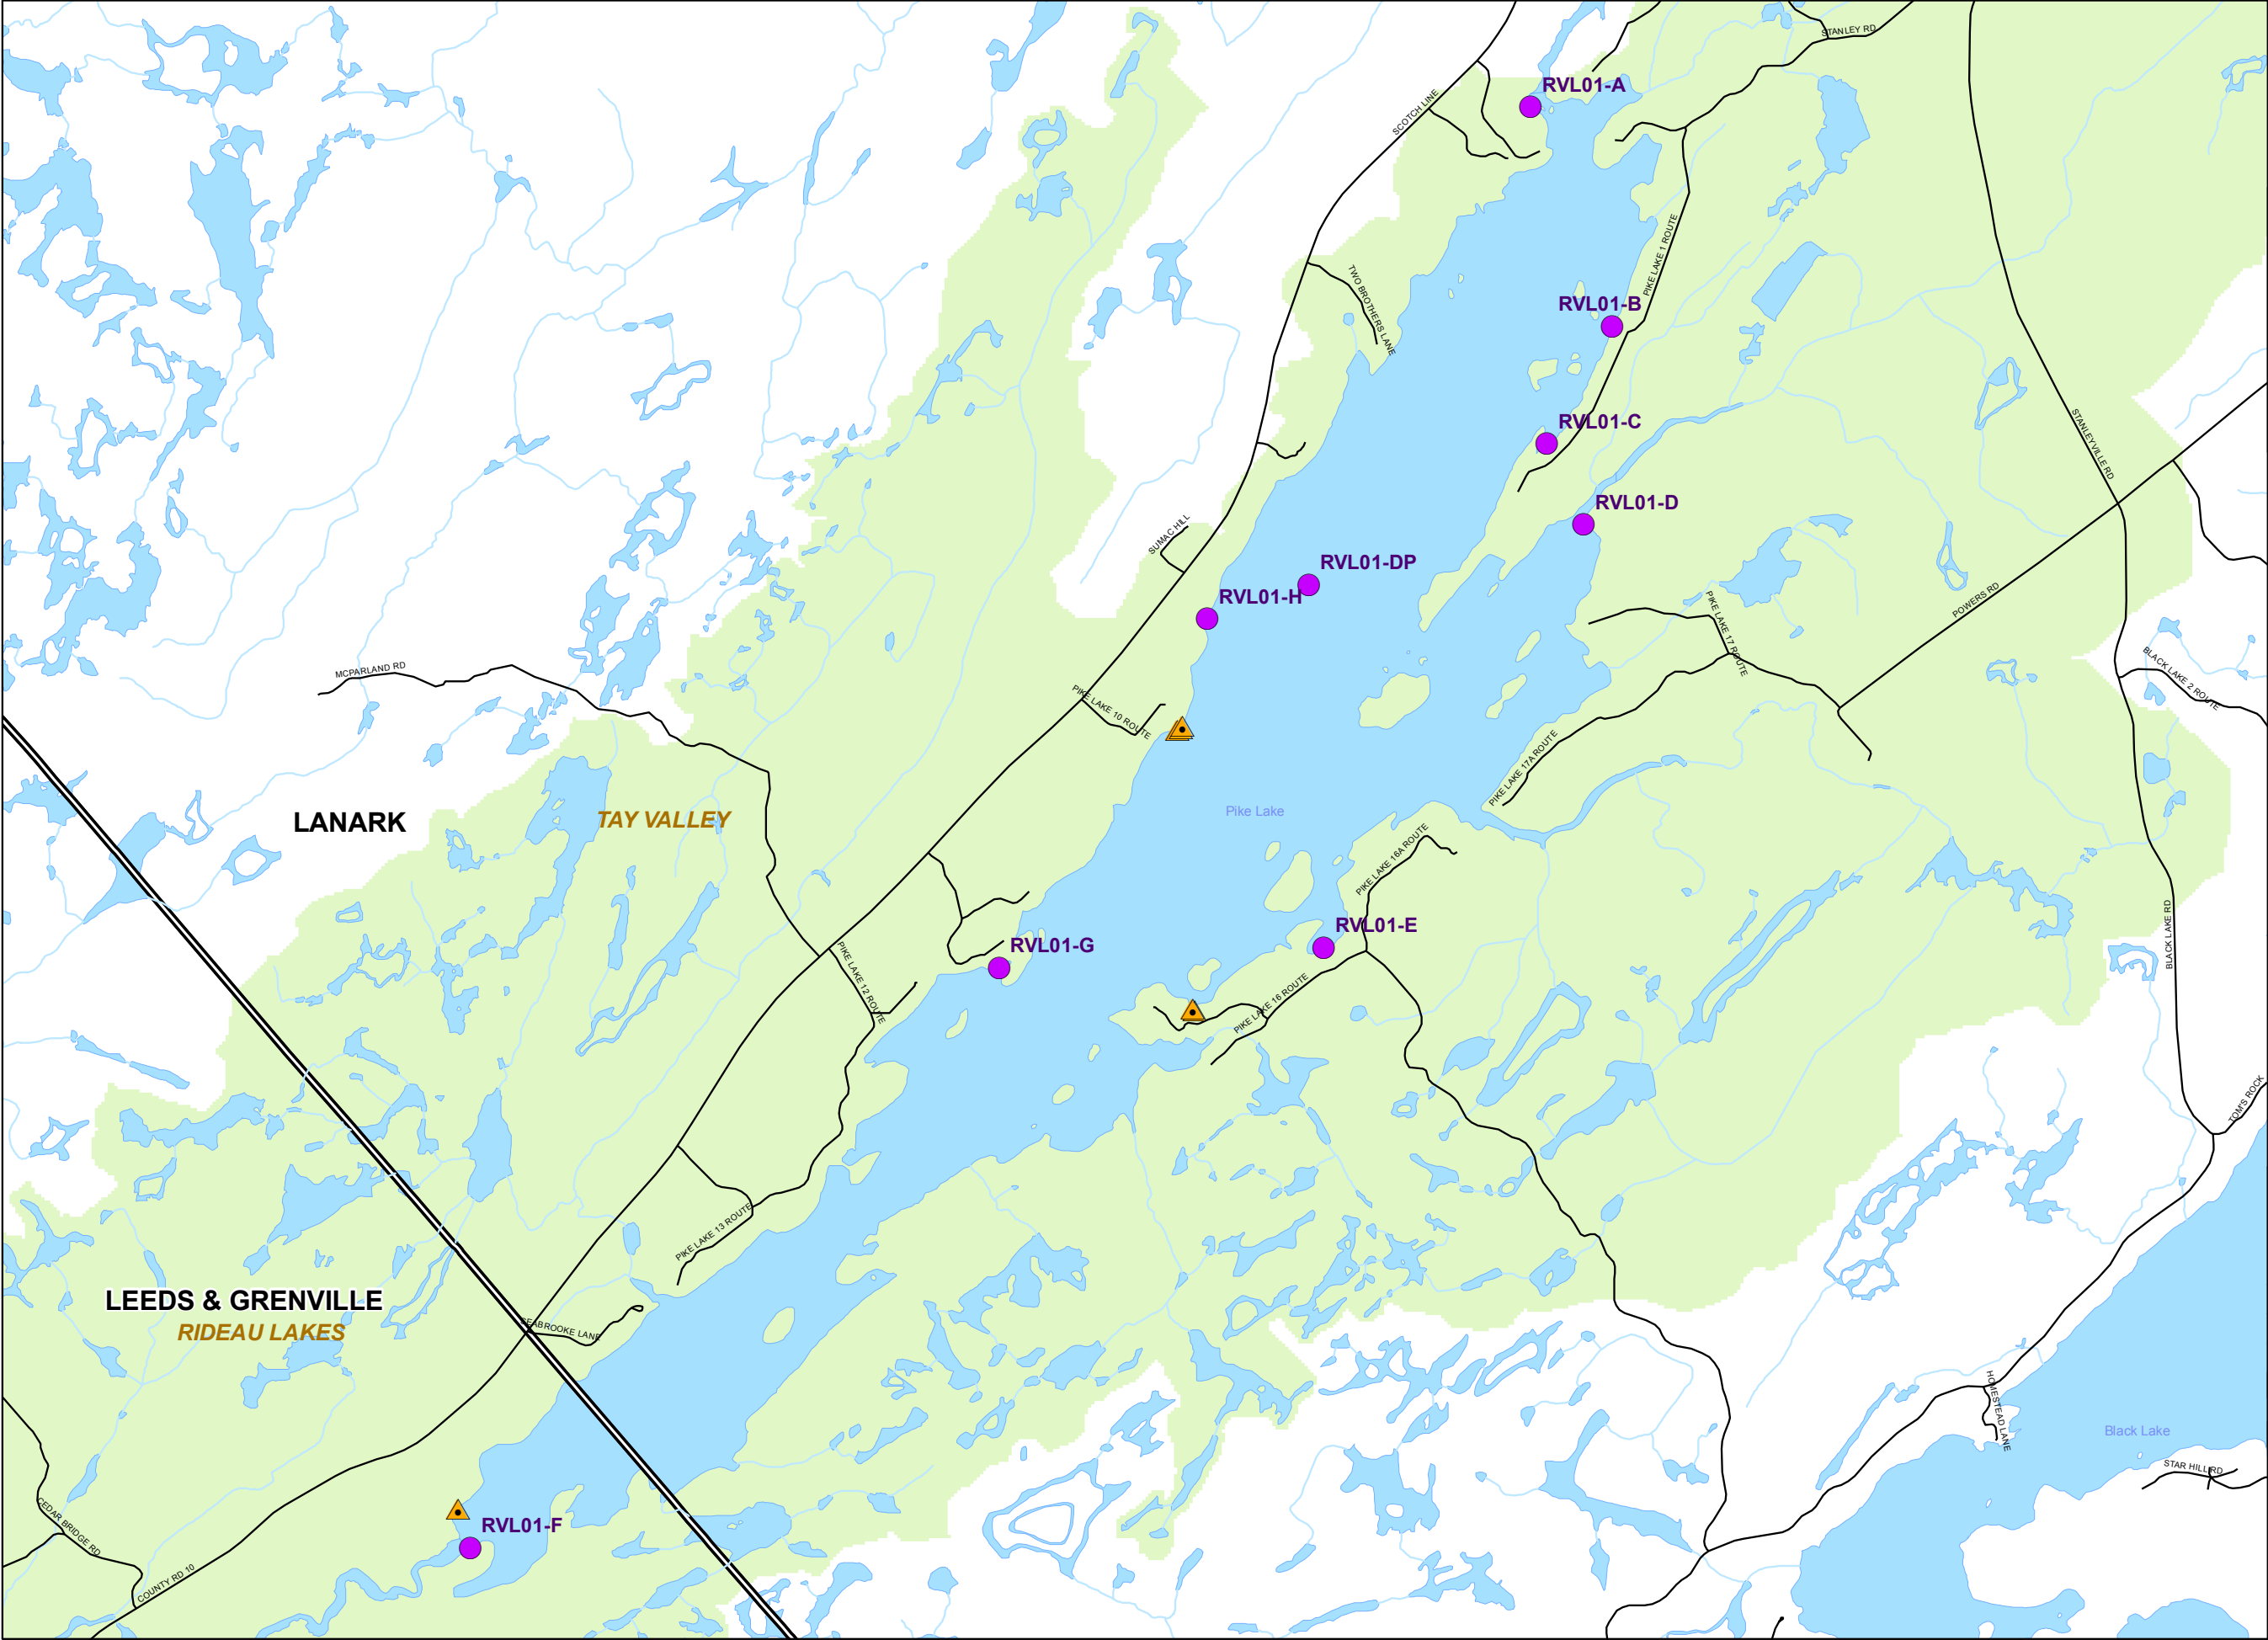 STANLEY RD
RVL01-A
SCOTCH LINE
PIKE LAKE 1 ROUTE
TWO BROTHERS LANE
RVL01-B
RVL01-C
STANLEYVILLE RD
RVL01-D
SUMAC HILL
RVL01-DP
RVL01-H
POWERS RD
PIKE LAKE 17 ROUTE
MCPARLAND RD
BLACK LAKE 2 ROUTE
PIKE LAKE 10 ROUTE
PIKE LAKE 17A ROUTE
Pike Lake
LANARK
TAY VALLEY
PIKE LAKE 16A ROUTE
RVL01-E
RVL01-G
BLACK LAKE RD
PIKE LAKE 12 ROUTE
PIKE LAKE 16 ROUTE
TOM'S ROCK
PIKE LAKE 13 ROUTE
LEEDS & GRENVILLE
RIDEAU LAKES
SEABROOKE LANE
HOMESTEAD LANE
Black Lake
STAR HILL RD
CEDAR BRIDGE RD
RVL01-F
COUNTY RD 10